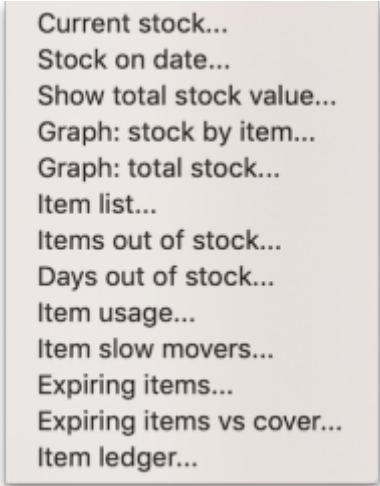 Current stock...
Stock on date...
Show total stock value...
Graph: stock by item...
Graph: total stock...
Item list...
Items out of stock...
Days out of stock...
Item usage...
Item slow movers...
Expiring items...
Expiring items vs cover...
Item ledger...